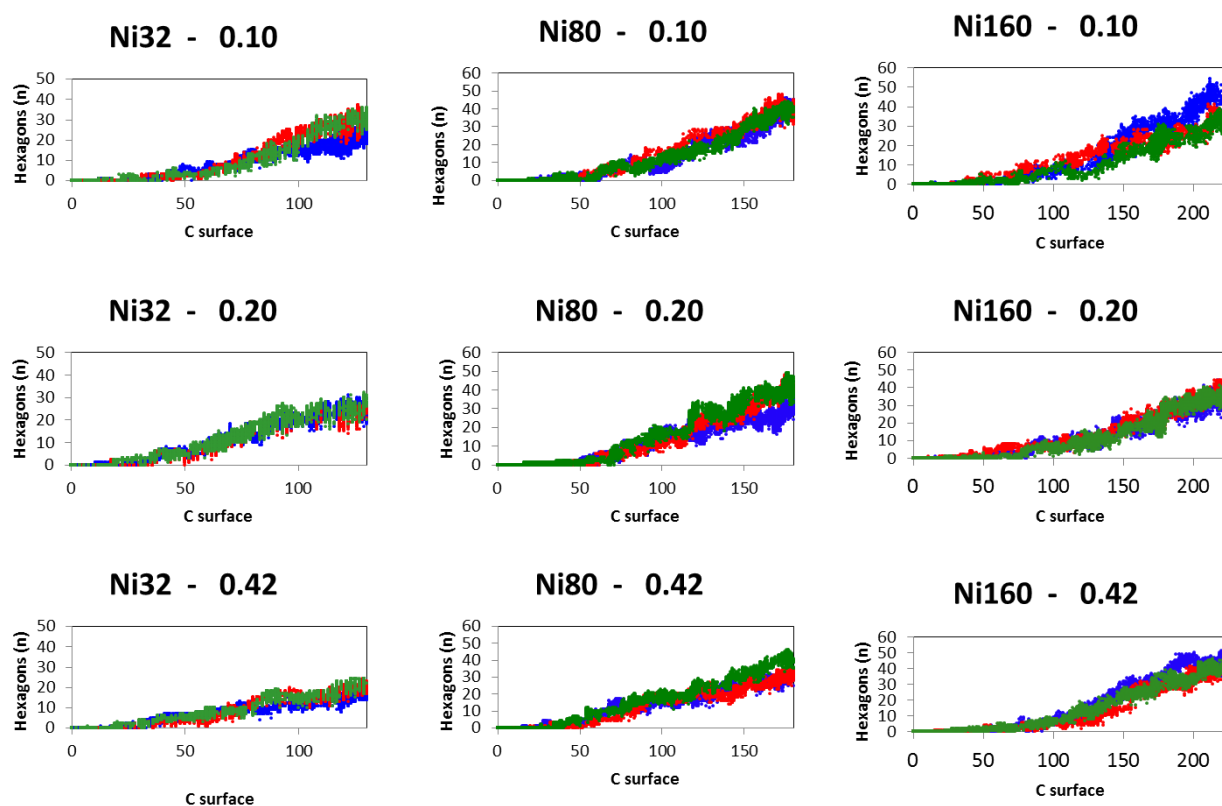 Ni32 - 0.10
Hexagons (n)
50
40
30
20
10
0
0 50 100
C surface
Ni80 - 0.10
Hexagons (n)
60
50
40
30
20
10
0
0 50 100 150
C surface
Ni160 - 0.10
Hexagons (n)
60
50
40
30
20
10
0
0 50 100 150 200
C surface
Ni32 - 0.20
Hexagons (n)
50
40
30
20
10
0
0 50 100
C surface
Ni80 - 0.20
Hexagons (n)
60
50
40
30
20
10
0
0 50 100 150
C surface
Ni160 - 0.20
Hexagons (n)
60
50
40
30
20
10
0
0 50 100 150 200
C surface
Ni32 - 0.42
Hexagons (n)
50
40
30
20
10
0
0 50 100
C surface
Ni80 - 0.42
Hexagons (n)
60
50
40
30
20
10
0
0 50 100 150
C surface
Ni160 - 0.42
Hexagons (n)
60
50
40
30
20
10
0
0 50 100 150 200
C surface